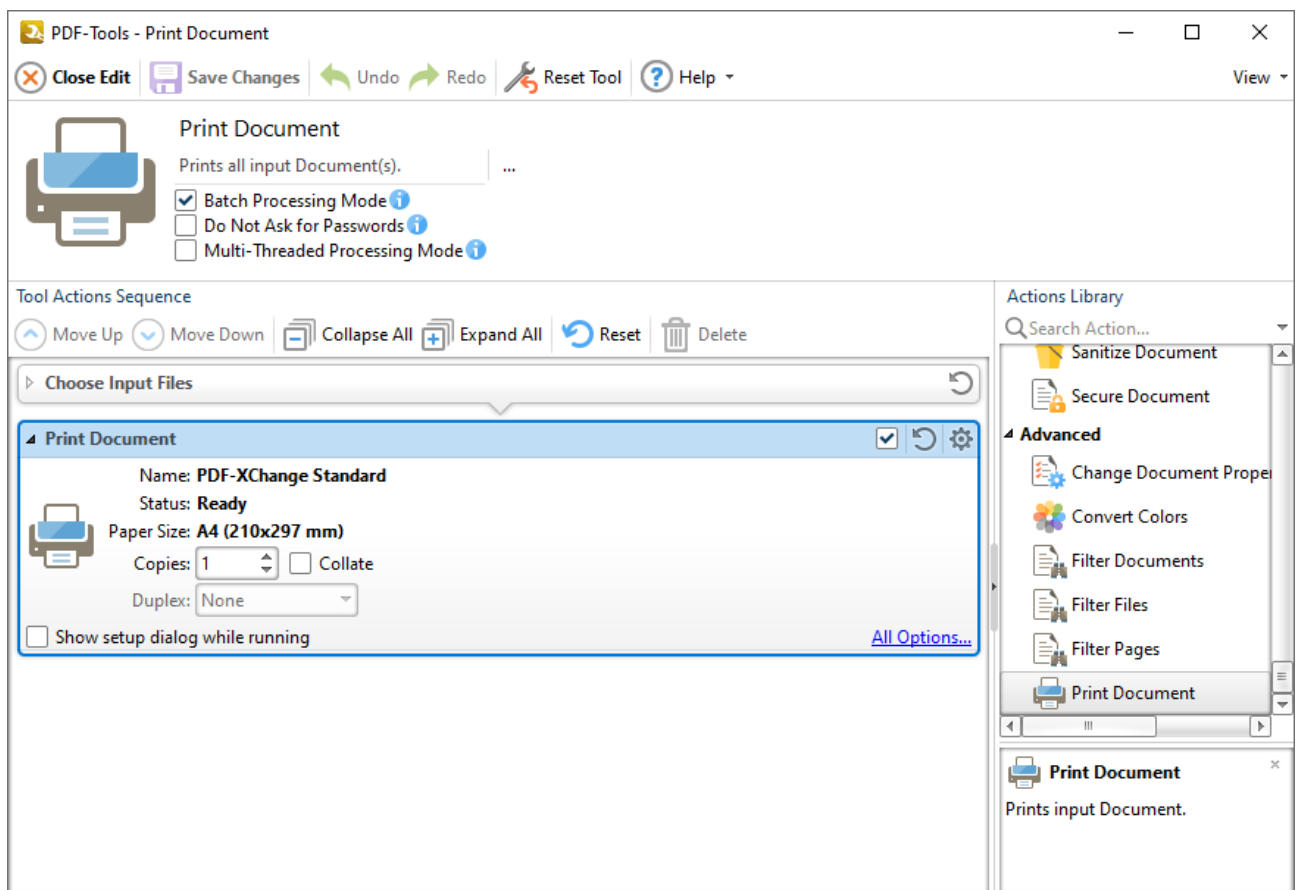 PDF-Tools - Print Document
Close Edit Save Changes Undo Redo Reset Tool ? Help View
Print Document
Prints all input Document(s). ...
Batch Processing Mode i
Do Not Ask for Passwords i
Multi-Threaded Processing Mode i
Tool Actions Sequence
Move Up Move Down Collapse All Expand All Reset Delete
Choose Input Files
Print Document
Name: PDF-XChange Standard
Status: Ready
Paper Size: A4 (210x297 mm)
Copies: 1 Collate
Duplex: None
Show setup dialog while running All Options...
Actions Library
Search Action...
Sanitize Document
Secure Document
Advanced
Change Document Proper
Convert Colors
Filter Documents
Filter Files
Filter Pages
Print Document
Print Document
Prints input Document.